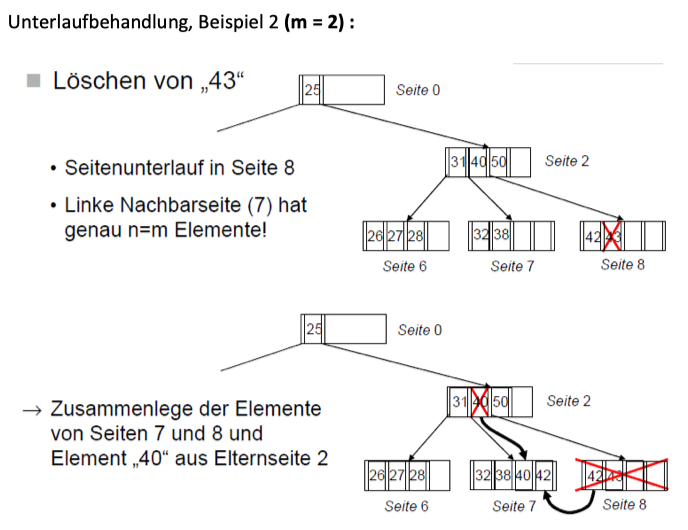 Unterlaufbehandlung, Beispiel 2 (m = 2) :
Löschen von „43“
25
Seite 0
• Seitenunterlauf in Seite 8
31 40 50
Seite 2
• Linke Nachbarseite (7) hat
genau n=m Elemente!
26 27 28
32 38
42 43
Seite 6
Seite 7
Seite 8
25
Seite 0
→ Zusammenlege der Elemente
von Seiten 7 und 8 und
Element „40“ aus Elternseite 2
31 40 50
Seite 2
26 27 28
32 38 40 42
42 43
Seite 6
Seite 7
Seite 8